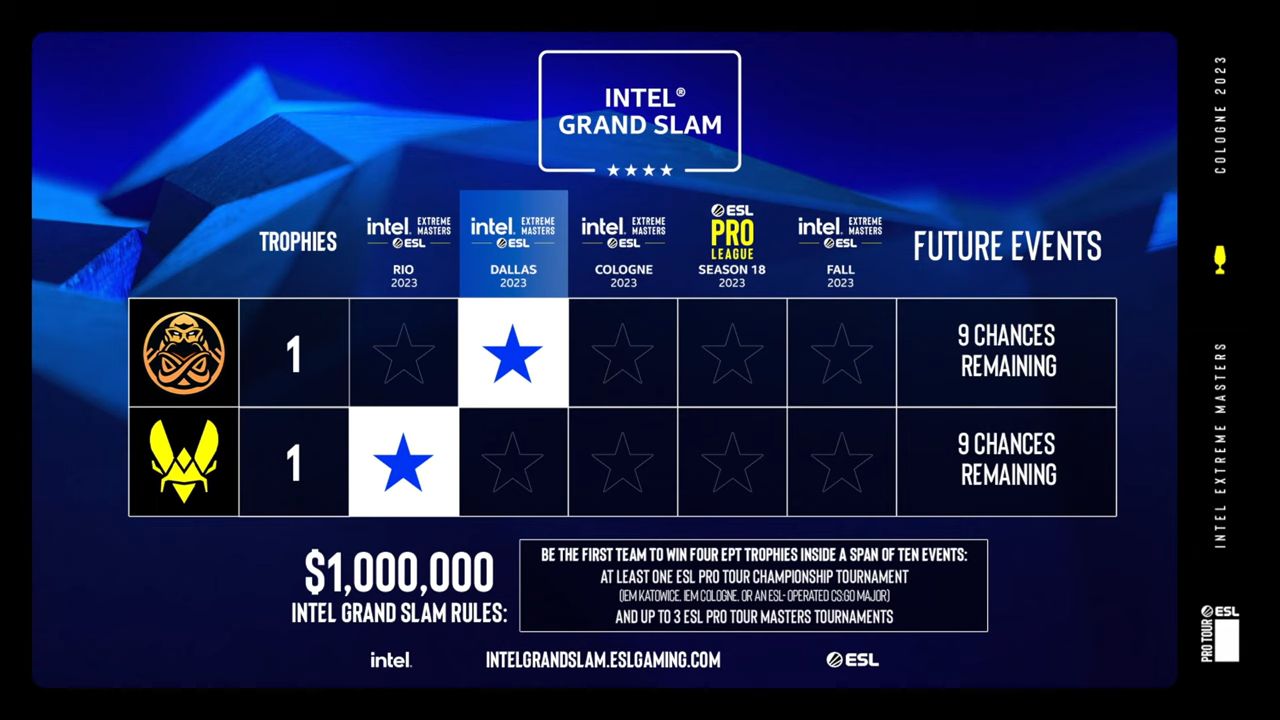 INTEL®
GRAND SLAM
TROPHIES
intel. EXTREME MASTERS
ESL
RIO
2023
intel. EXTREME MASTERS
ESL
DALLAS
2023
intel. EXTREME MASTERS
ESL
COLOGNE
2023
ESL
PRO
LEAGUE
SEASON 18
2023
intel. EXTREME MASTERS
ESL
FALL
2023
FUTURE EVENTS
1
9 CHANCES
REMAINING
1
9 CHANCES
REMAINING
$1,000,000
INTEL GRAND SLAM RULES:
BE THE FIRST TEAM TO WIN FOUR EPT TROPHIES INSIDE A SPAN OF TEN EVENTS:
AT LEAST ONE ESL PRO TOUR CHAMPIONSHIP TOURNAMENT
(IEM KATOWICE, IEM COLOGNE, OR AN ESL- OPERATED CS:GO MAJOR)
AND UP TO 3 ESL PRO TOUR MASTERS TOURNAMENTS
intel.
INTELGRANDSLAM.ESLGAMING.COM
ESL
COLOGNE 2023
INTEL EXTREME MASTERS
ESL
PRO TOUR